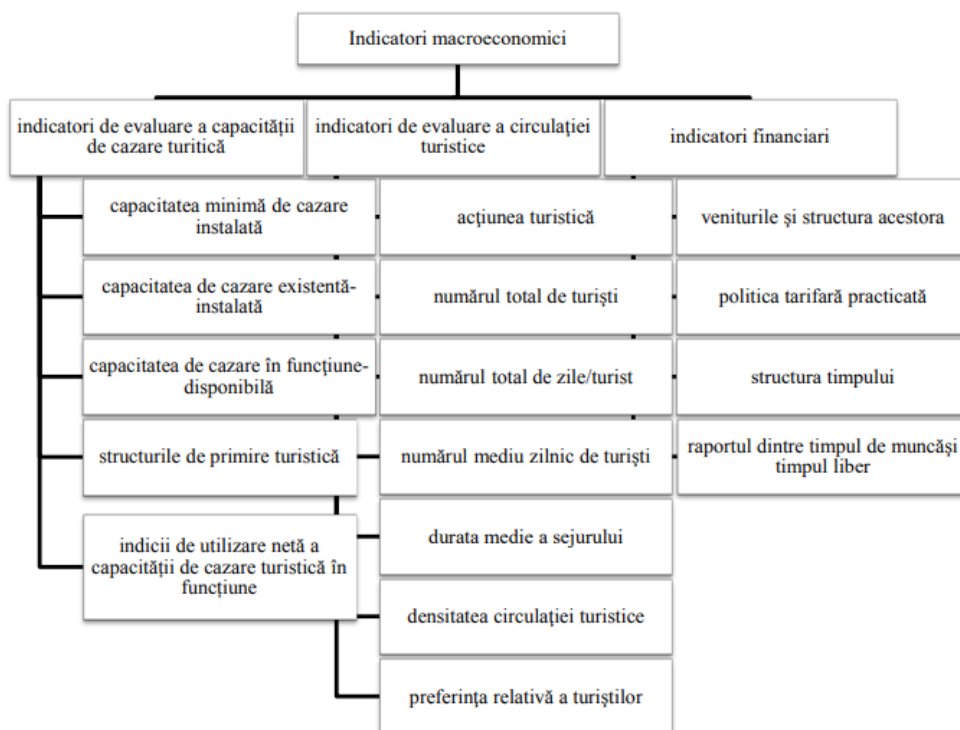 Indicatori macroeconomici
indicatori de evaluare a capacității
de cazare turitică
indicatori de evaluare a circulației
turistice
indicatori financiari
capacitatea minimă de cazare
instalată
capacitatea de cazare existentă-
instalată
capacitatea de cazare în funcțiune-
disponibilă
structurile de primire turistică
indicii de utilizare netă a
capacității de cazare turistică în
funcțiune
acțiunea turistică
numărul total de turişti
numărul total de zile/turist
numărul mediu zilnic de turişti
durata medie a sejurului
densitatea circulației turistice
preferința relativă a turiştilor
veniturile și structura acestora
politica tarifară practicată
structura timpului
raportul dintre timpul de muncăși
timpul liber